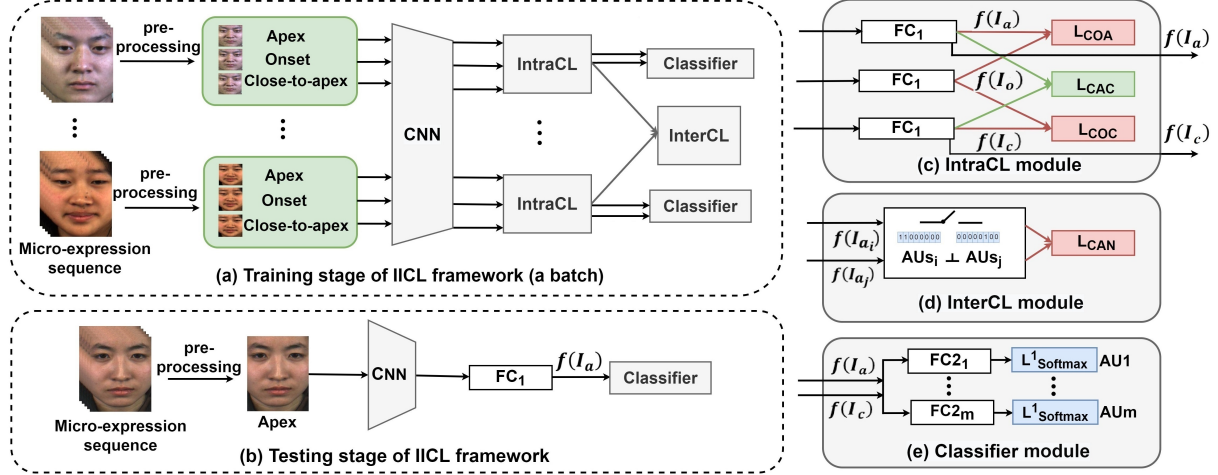 pre-
processing
Apex
Onset
Close-to-apex
CNN
IntraCL
Classifier
InterCL
pre-
processing
Apex
Onset
Close-to-apex
IntraCL
Classifier
Micro-expression
sequence
(a) Training stage of IICL framework (a batch)
pre-
processing
Micro-expression
sequence
Apex
CNN
FC1
f(Ia)
Classifier
(b) Testing stage of IICL framework
FC1
f(Ia)
LCOA
f(Ia)
FC1
f(Io)
LCAC
FC1
f(Ic)
LCOC
f(Ic)
(c) IntraCL module
f(Iai)
f(Iaj)
11000000
00000100
AUsi ⊥ AUsj
LCAN
(d) InterCL module
f(Ia)
f(Ic)
FC21
L1Softmax
AU1
FC2m
L1Softmax
AUm
(e) Classifier module